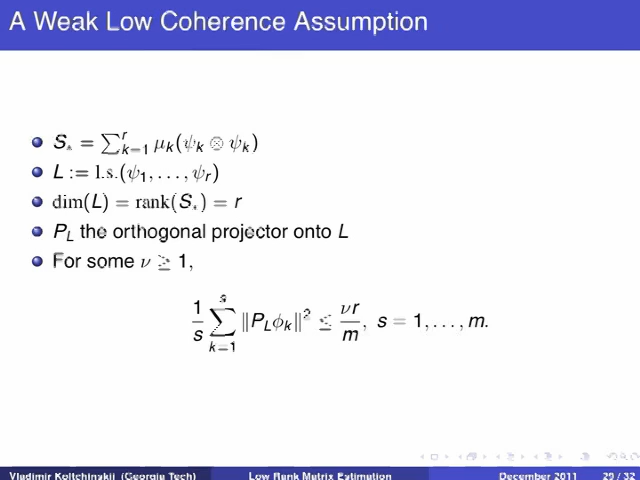 A Weak Low Coherence Assumption
S∗ = ∑ʳₖ₌₁ μₖ(ψₖ ⊗ ψₖ)
L := l.s.(ψ₁, . . . , ψᵣ)
dim(L) = rank(S∗) = r
P_L the orthogonal projector onto L
For some ν ≥ 1,
1/s ∑ˢₖ₌₁ ‖P_Lφₖ‖² ≤ νr/m, s = 1, . . . , m.
Vladimir Koltchinskii (Georgia Tech) Low Rank Matrix Estimation December 2011 29 / 32